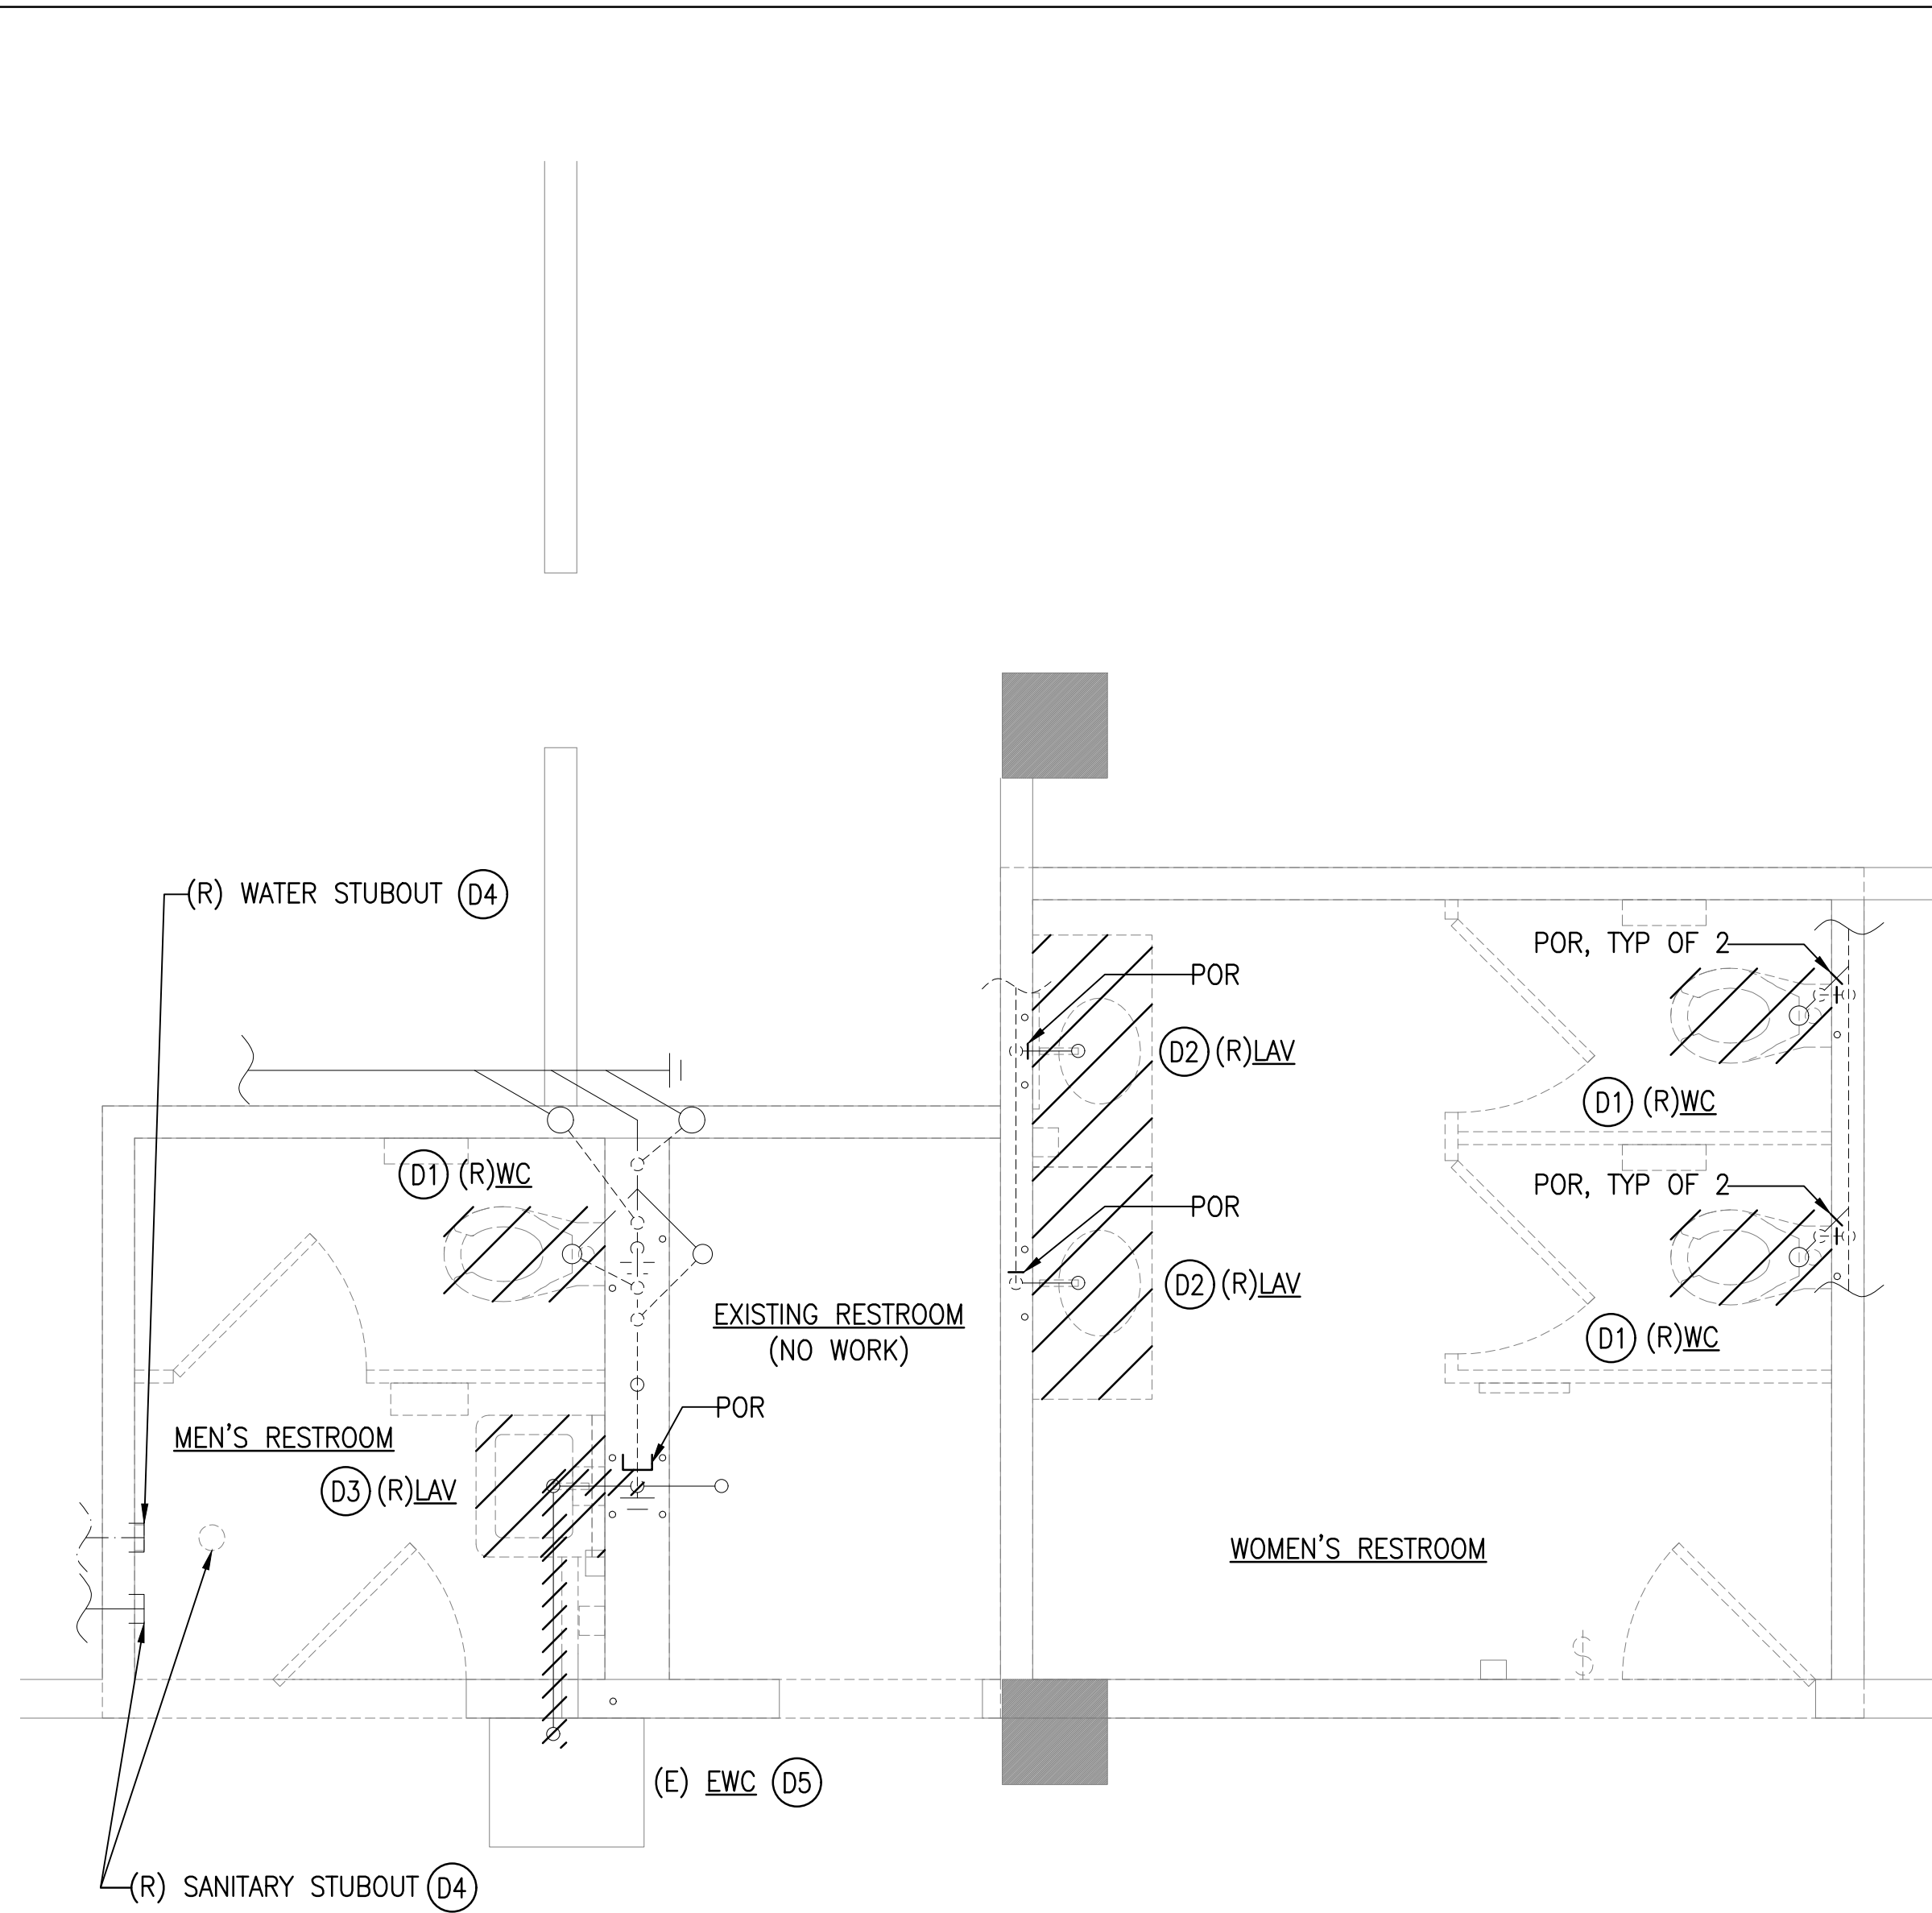 (R) WATER STUBOUT D4
POR, TYP OF 2
POR
D2 (R)LAV
D1 (R)WC
D1 (R)WC
POR, TYP OF 2
POR
D2 (R)LAV
EXISTING RESTROOM
(NO WORK)
D1 (R)WC
POR
MEN'S RESTROOM
D3 (R)LAV
WOMEN'S RESTROOM
$
(E) EWC D5
(R) SANITARY STUBOUT D4